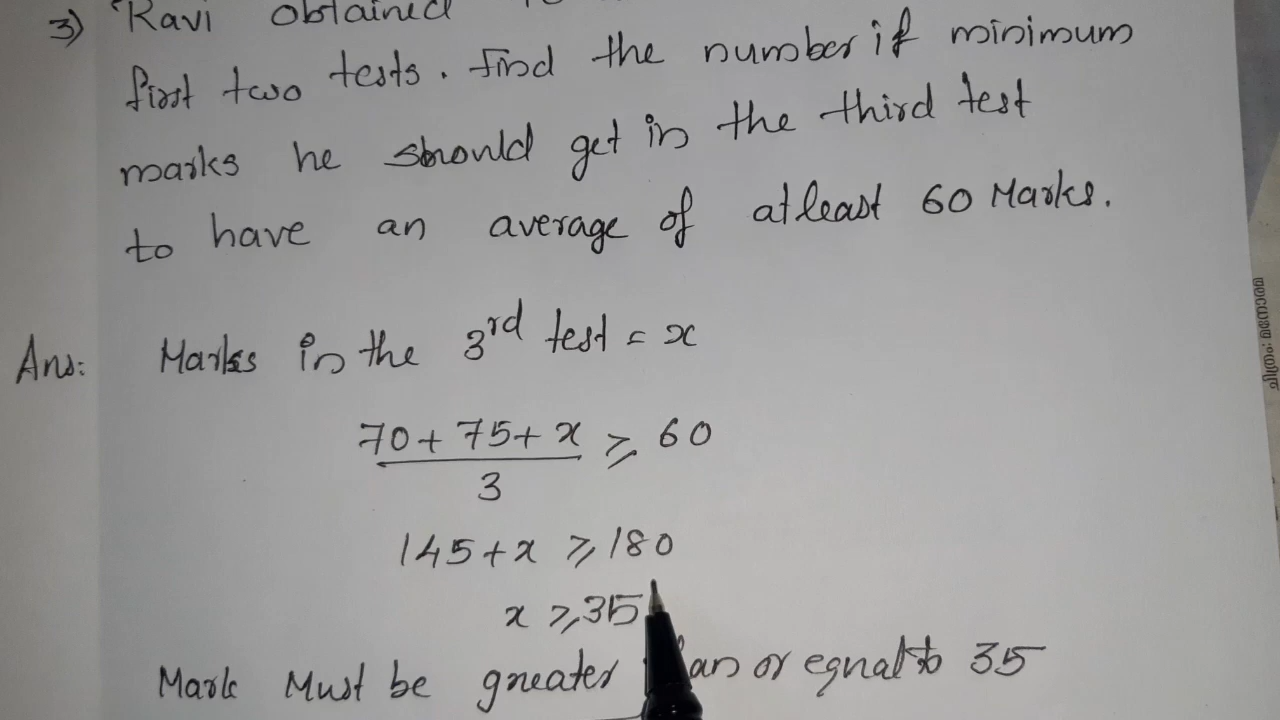 3) Ravi obtained
first two tests. Find the number if minimum
marks he should get in the third test
to have an average of atleast 60 Marks.
Ans: Marks in the 3rd test = x
70 + 75 + x / 3 ⩾ 60
145 + x ⩾ 180
x ⩾ 35
Mark Must be greater or equal to 35
ചിത്രം: മനോരമ